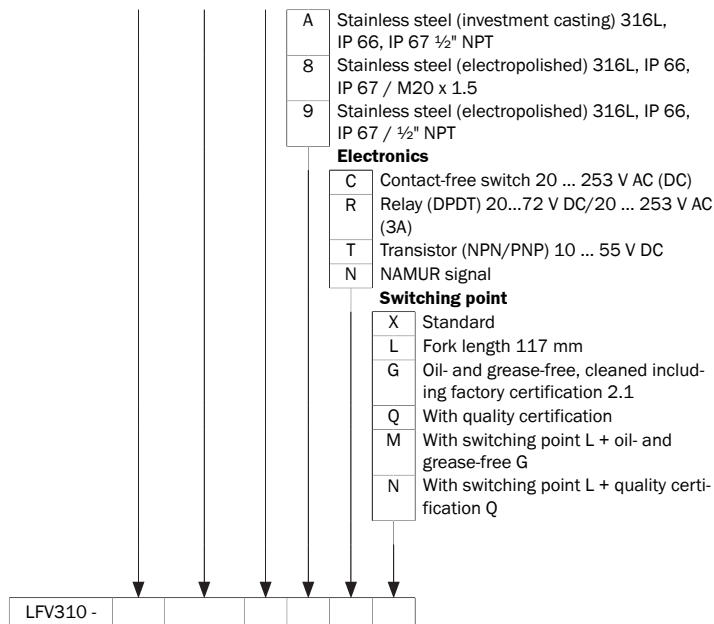 A Stainless steel (investment casting) 316L,
IP 66, IP 67 ½" NPT
8 Stainless steel (electropolished) 316L, IP 66,
IP 67 / M20 x 1.5
9 Stainless steel (electropolished) 316L, IP 66,
IP 67 / ½" NPT
Electronics
C Contact-free switch 20 ... 253 V AC (DC)
R Relay (DPDT) 20...72 V DC/20 ... 253 V AC
(3A)
T Transistor (NPN/PNP) 10 ... 55 V DC
N NAMUR signal
Switching point
X Standard
L Fork length 117 mm
G Oil- and grease-free, cleaned includ-
ing factory certification 2.1
Q With quality certification
M With switching point L + oil- and
grease-free G
N With switching point L + quality certi-
fication Q
LFV310 -